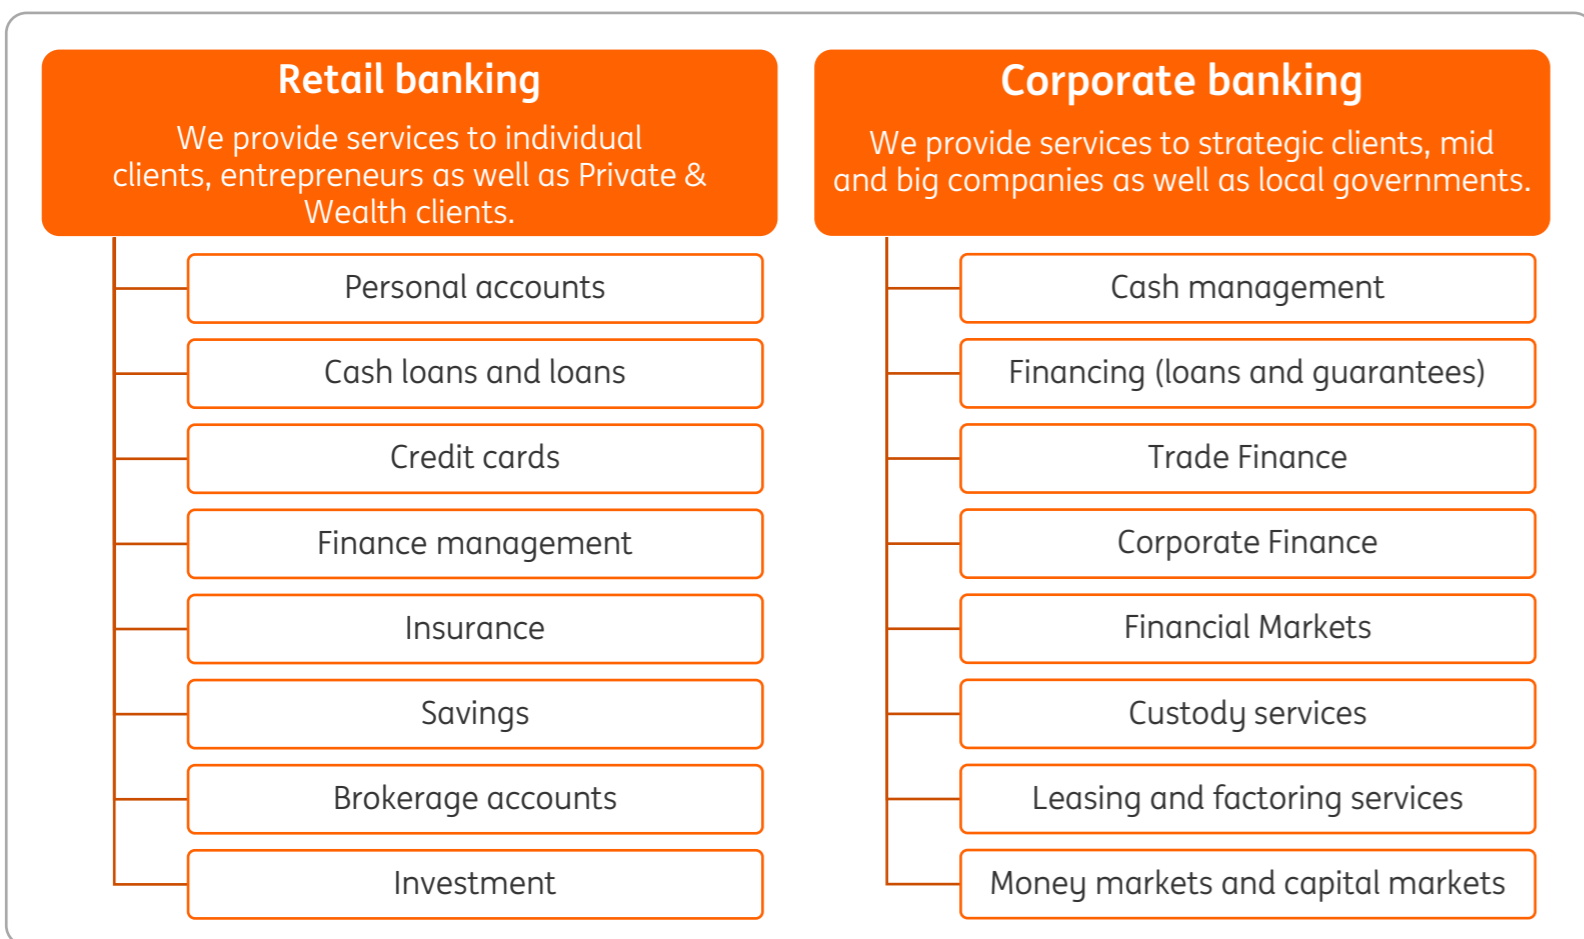 Retail banking
We provide services to individual
clients, entrepreneurs as well as Private &
Wealth clients.
Personal accounts
Cash loans and loans
Credit cards
Finance management
Insurance
Savings
Brokerage accounts
Investment
Corporate banking
We provide services to strategic clients, mid
and big companies as well as local governments.
Cash management
Financing (loans and guarantees)
Trade Finance
Corporate Finance
Financial Markets
Custody services
Leasing and factoring services
Money markets and capital markets